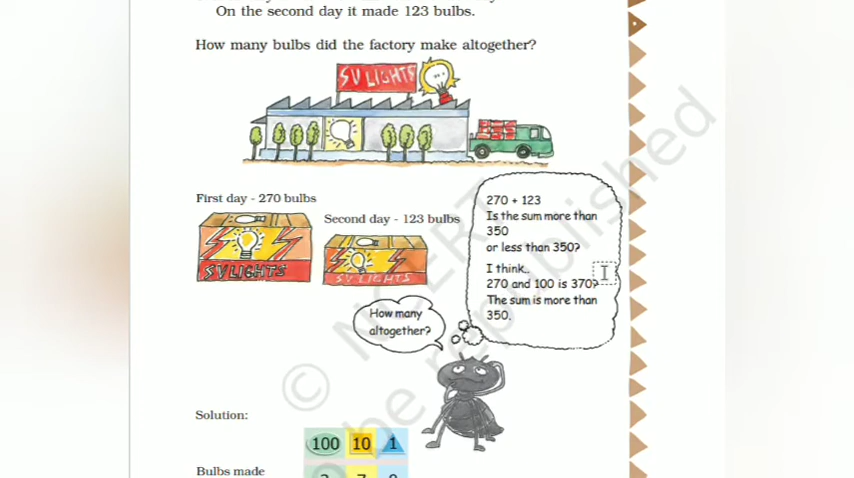 On the second day it made 123 bulbs.
How many bulbs did the factory make altogether?
SV LIGHTS
First day - 270 bulbs
Second day - 123 bulbs
SV LIGHTS
SV LIGHTS
270 + 123
Is the sum more than
350
or less than 350?
I think..
270 and 100 is 370?
The sum is more than
350.
How many
altogether?
© NCERT
be republished
Solution:
100 10 1
Bulbs made
2 7 0